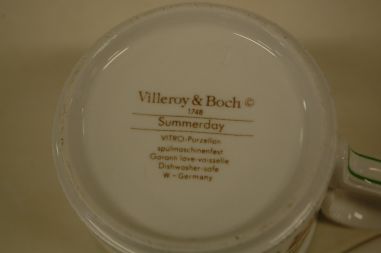 Villeroy & Boch ©
1748
Summerday
VITRO-Porzellan
spülmaschinenfest
Garanti lave-vaisselle
Dishwasher-safe
W - Germany